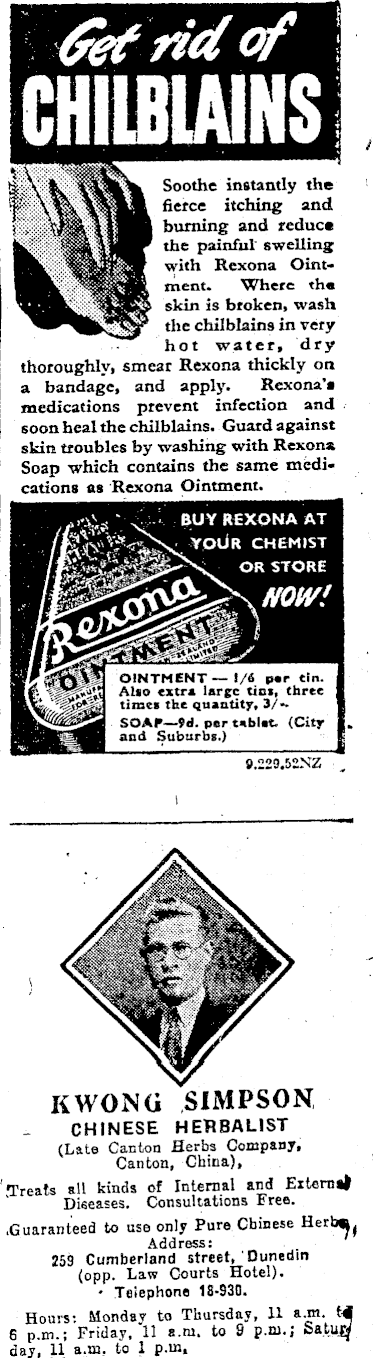 Get rid of
CHILBLAINS
Soothe instantly the
fierce itching and
burning and reduce
the painful swelling
with Rexona Oint-
ment. Where the
skin is broken, wash
the chilblains in very
hot water, dry
thoroughly, smear Rexona thickly on
a bandage, and apply. Rexona's
medications prevent infection and
soon heal the chilblains. Guard against
skin troubles by washing with Rexona
Soap which contains the same medi-
cations as Rexona Ointment.
BUY REXONA AT
YOUR CHEMIST
OR STORE
NOW!
Rexona
OINTMENT
OINTMENT — 1/6 per tin.
Also extra large tins, three
times the quantity, 3/-.
SOAP—9d. per tablet. (City
and Suburbs.)
9.229.52NZ
KWONG SIMPSON
CHINESE HERBALIST
(Late Canton Herbs Company,
Canton, China),
Treats all kinds of Internal and External
Diseases. Consultations Free.
Guaranteed to use only Pure Chinese Herbs,
Address:
259 Cumberland street, Dunedin
(opp. Law Courts Hotel).
Telephone 18-930.
Hours: Monday to Thursday, 11 a.m. to
6 p.m.; Friday, 11 a.m. to 9 p.m.; Satur-
day, 11 a.m. to 1 p.m.